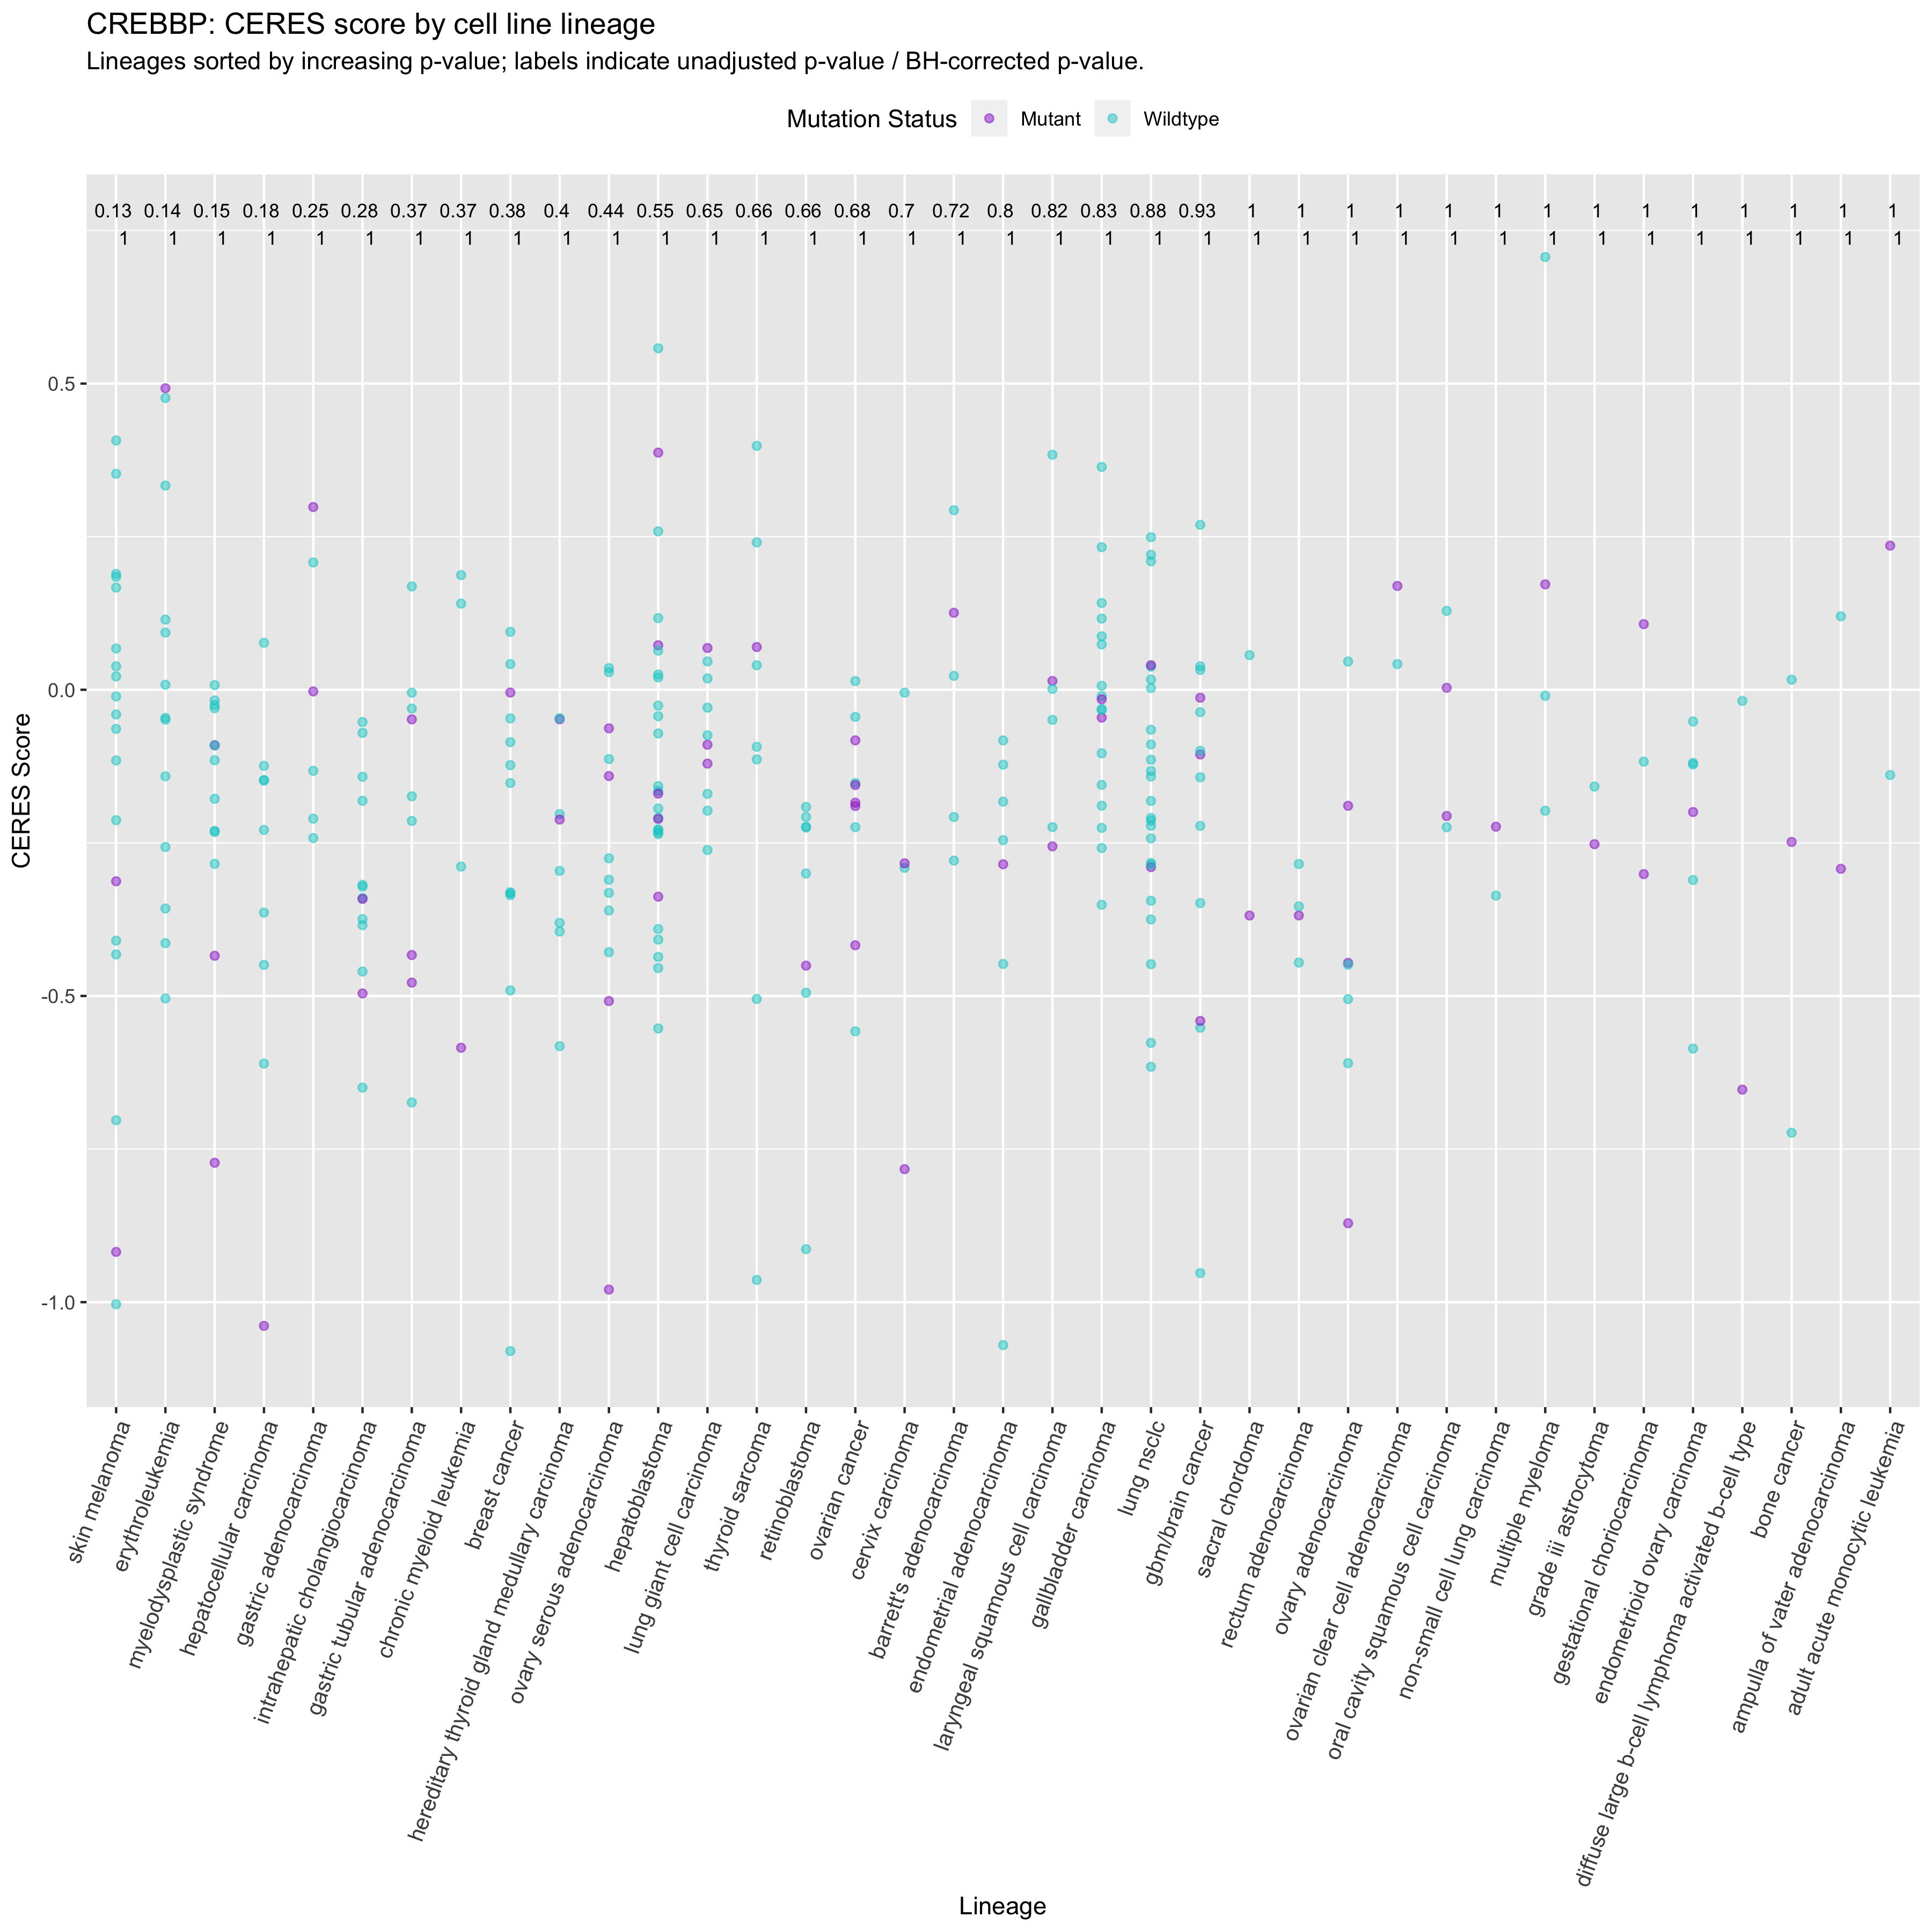 CREBBP: CERES score by cell line lineage
Lineages sorted by increasing p-value; labels indicate unadjusted p-value / BH-corrected p-value.
Mutation Status Mutant Wildtype
0.13 0.14 0.15 0.18 0.25 0.28 0.37 0.37 0.38 0.4 0.44 0.55 0.65 0.66 0.66 0.68 0.7 0.72 0.8 0.82 0.83 0.88 0.93 1 1 1 1 1 1 1 1 1 1 1 1 1 1
1 1 1 1 1 1 1 1 1 1 1 1 1 1 1 1 1 1 1 1 1 1 1 1 1 1 1 1 1 1 1 1 1 1 1 1 1
CERES Score
0.5
0.0
-0.5
-1.0
skin melanoma
erythroleukemia
myelodysplastic syndrome
hepatocellular carcinoma
gastric adenocarcinoma
intrahepatic cholangiocarcinoma
gastric tubular adenocarcinoma
chronic myeloid leukemia
breast cancer
hereditary thyroid gland medullary carcinoma
ovary serous adenocarcinoma
hepatoblastoma
lung giant cell carcinoma
thyroid sarcoma
retinoblastoma
ovarian cancer
cervix carcinoma
barrett's adenocarcinoma
endometrial adenocarcinoma
laryngeal squamous cell carcinoma
gallbladder carcinoma
lung nsclc
gbm/brain cancer
sacral chordoma
rectum adenocarcinoma
ovary adenocarcinoma
ovarian clear cell adenocarcinoma
oral cavity squamous cell carcinoma
non-small cell lung carcinoma
multiple myeloma
grade iii astrocytoma
gestational choriocarcinoma
endometrioid ovary carcinoma
diffuse large b-cell lymphoma activated b-cell type
bone cancer
ampulla of vater adenocarcinoma
adult acute monocytic leukemia
Lineage